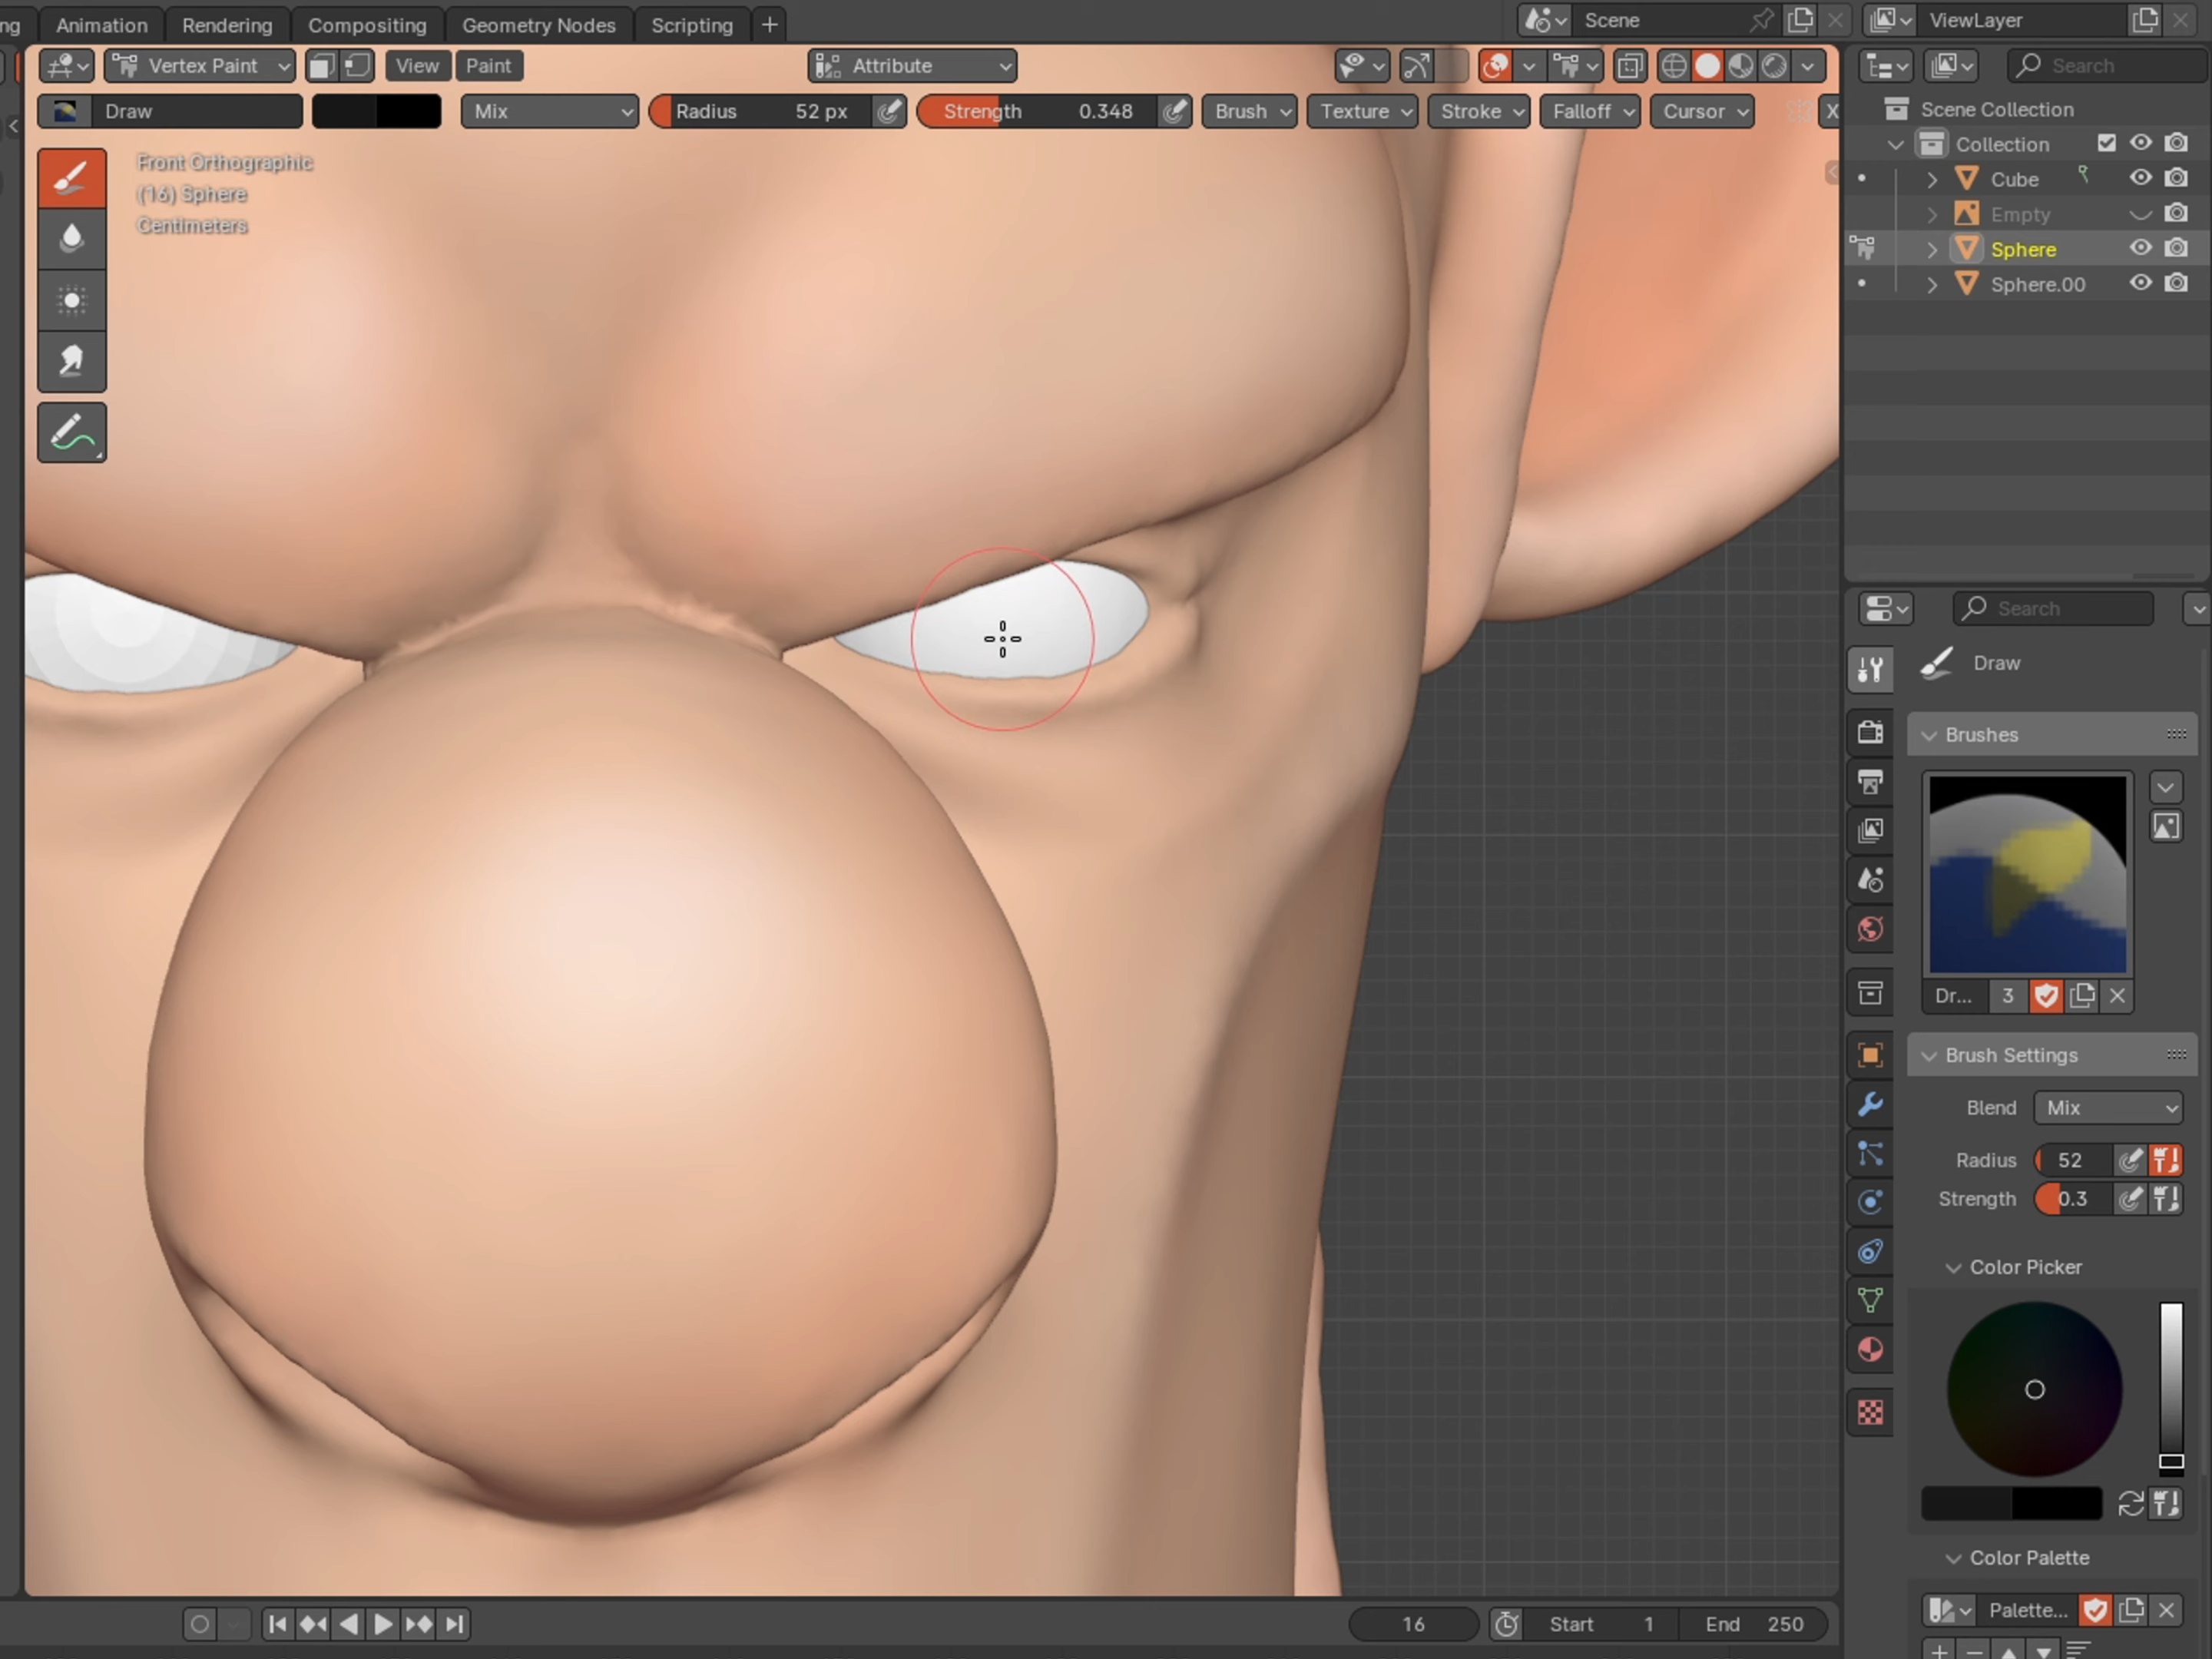 ng Animation Rendering Compositing Geometry Nodes Scripting + Scene ViewLayer
Vertex Paint View Paint Attribute Search
Draw Mix Radius 52 px Strength 0.348 Brush Texture Stroke Falloff Cursor X
Scene Collection
Collection
Cube
Empty
Sphere
Sphere.00
Front Orthographic
(16) Sphere
Centimeters
Search
Draw
Brushes
Dr... 3
Brush Settings
Blend Mix
Radius 52
Strength 0.3
Color Picker
Color Palette
Palette...
16 Start 1 End 250